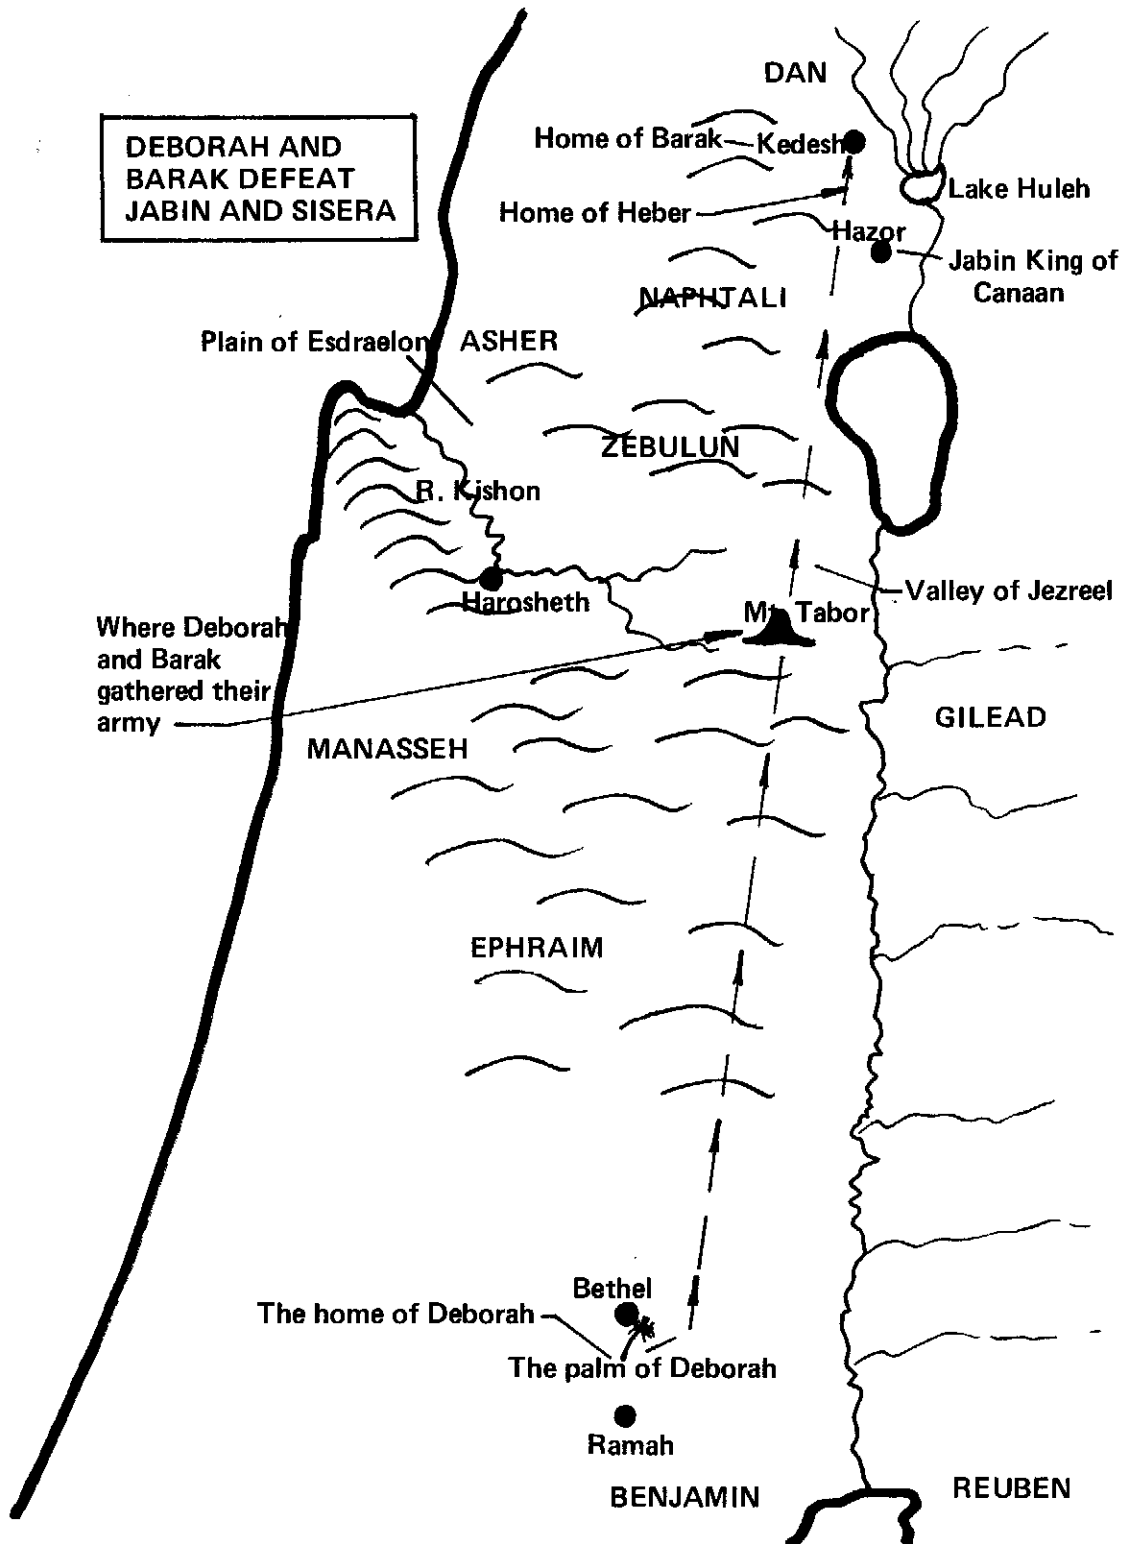 DAN
DEBORAH AND
BARAK DEFEAT
JABIN AND SISERA
Home of Barak
Kedesh
Lake Huleh
Home of Heber
Hazor
Jabin King of
Canaan
NAPHTALI
Plain of Esdraelon
ASHER
ZEBULUN
R. Kishon
Valley of Jezreel
Harosheth
Mt. Tabor
Where Deborah
and Barak
gathered their
army
GILEAD
MANASSEH
EPHRAIM
Bethel
The home of Deborah
The palm of Deborah
Ramah
BENJAMIN
REUBEN